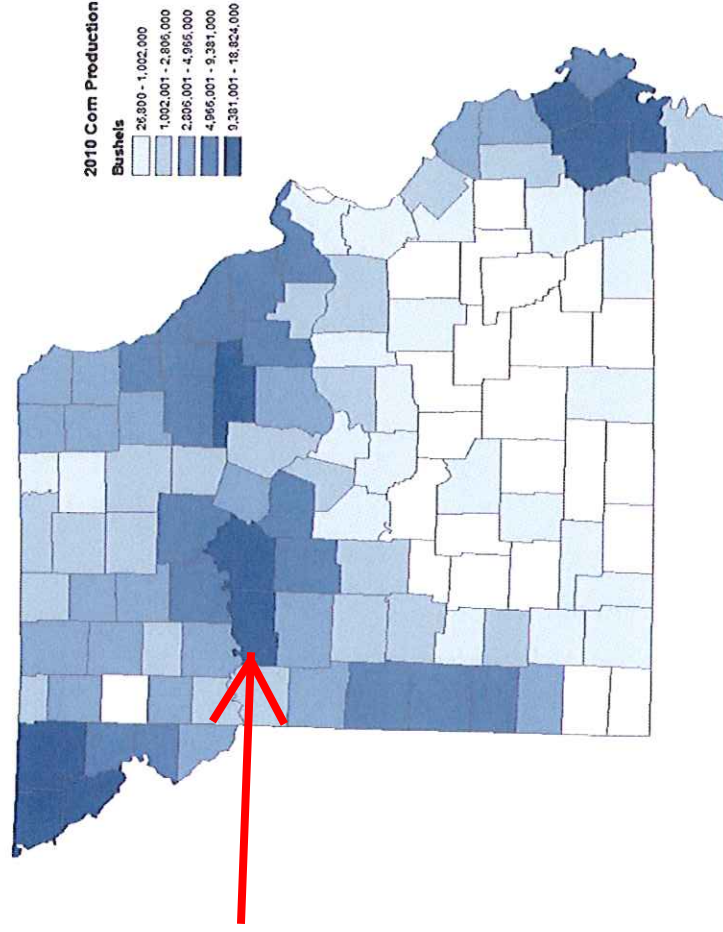 2010 Corn Production
Bushels
26,800 - 1,002,000
1,002,001 - 2,806,000
2,806,001 - 4,966,000
4,966,001 - 9,381,000
9,381,001 - 18,824,000